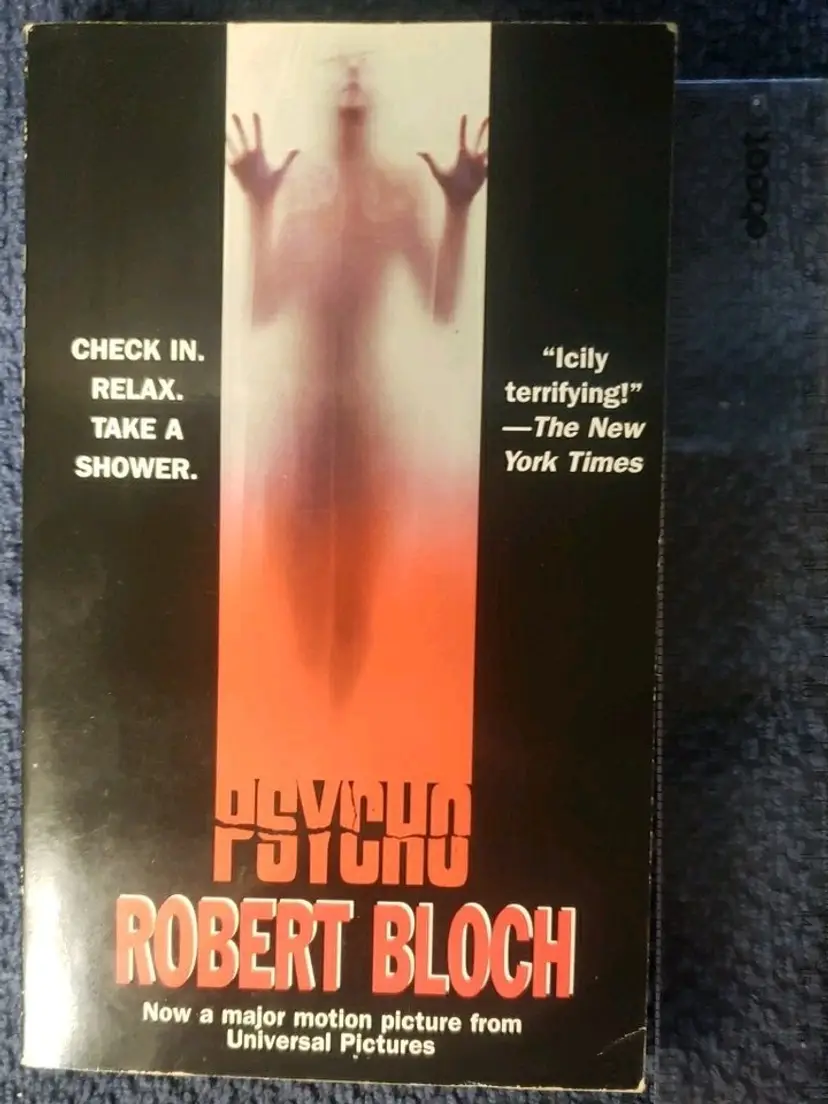 CHECK IN.
RELAX.
TAKE A
SHOWER.
“Icily
terrifying!”
—The New
York Times
PSYCHO
ROBERT BLOCH
Now a major motion picture from
Universal Pictures